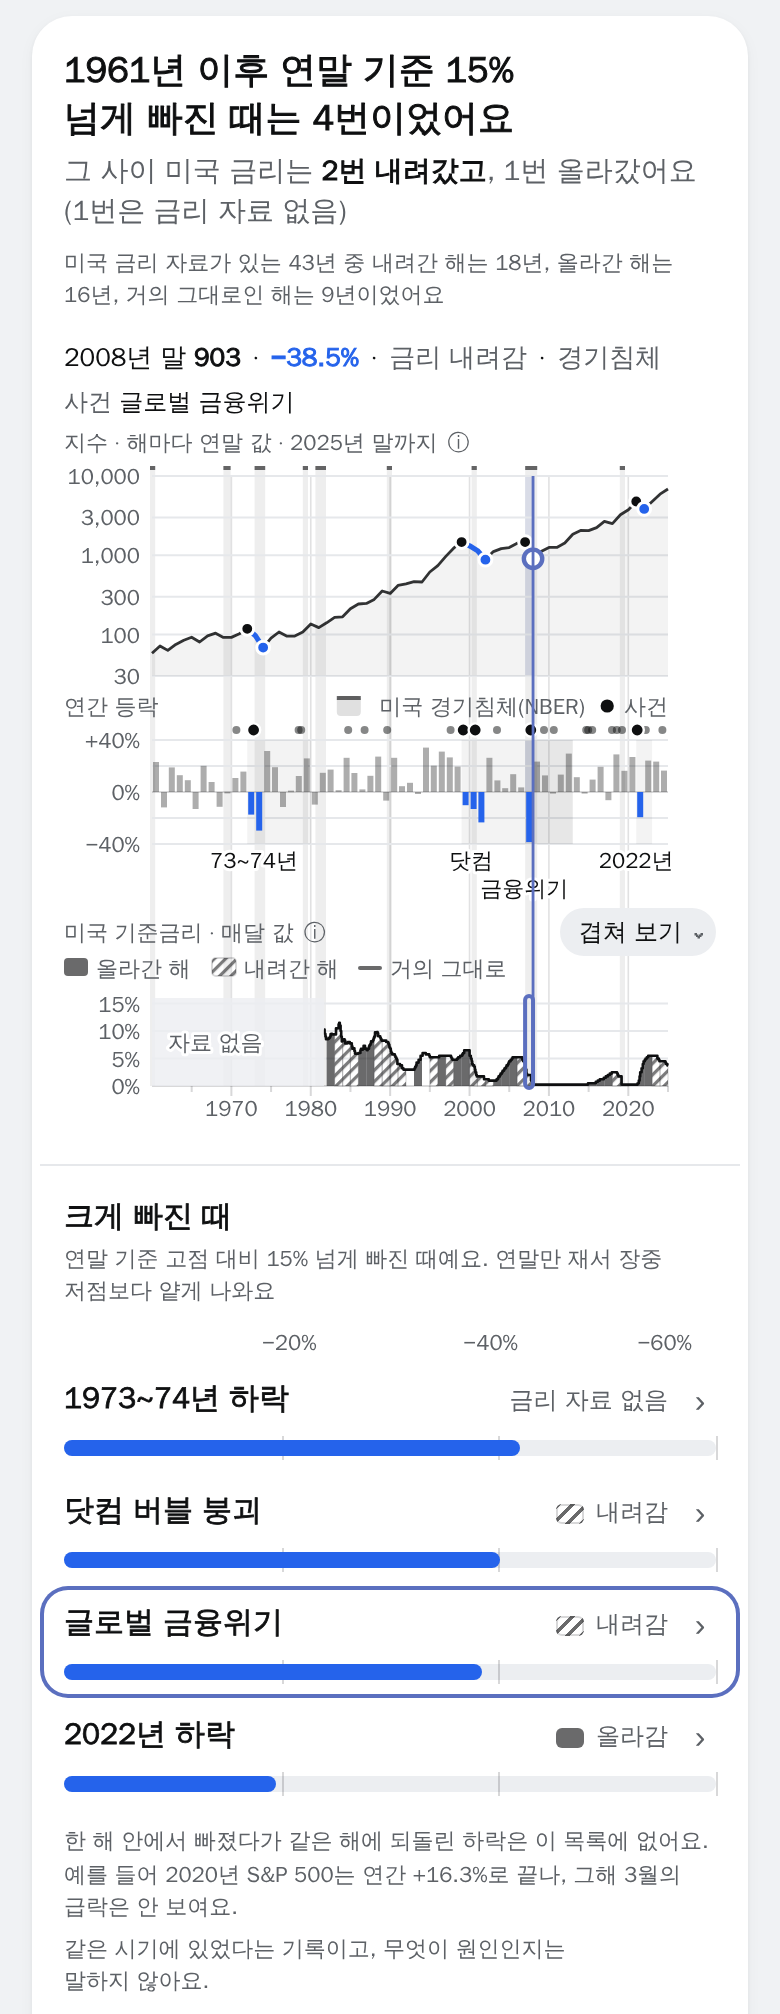 1961년 이후 연말 기준 15%
넘게 빠진 때는 4번이었어요
그 사이 미국 금리는 2번 내려갔고, 1번 올라갔어요
(1번은 금리 자료 없음)
미국 금리 자료가 있는 43년 중 내려간 해는 18년, 올라간 해는
16년, 거의 그대로인 해는 9년이었어요
2008년 말 903 · −38.5% · 금리 내려감 · 경기침체
사건 글로벌 금융위기
지수 · 해마다 연말 값 · 2025년 말까지 ⓘ
10,000
3,000
1,000
300
100
30
연간 등락 미국 경기침체(NBER) 사건
+40%
0%
−40%
73~74년 닷컴 2022년
금융위기
미국 기준금리 · 매달 값 ⓘ 겹쳐 보기
올라간 해 내려간 해 거의 그대로
15%
10%
5%
0%
자료 없음
1970 1980 1990 2000 2010 2020
크게 빠진 때
연말 기준 고점 대비 15% 넘게 빠진 때예요. 연말만 재서 장중
저점보다 얕게 나와요
−20% −40% −60%
1973~74년 하락 금리 자료 없음 ›
닷컴 버블 붕괴 내려감 ›
글로벌 금융위기 내려감 ›
2022년 하락 올라감 ›
한 해 안에서 빠졌다가 같은 해에 되돌린 하락은 이 목록에 없어요.
예를 들어 2020년 S&P 500는 연간 +16.3%로 끝나, 그해 3월의
급락은 안 보여요.
같은 시기에 있었다는 기록이고, 무엇이 원인인지는
말하지 않아요.